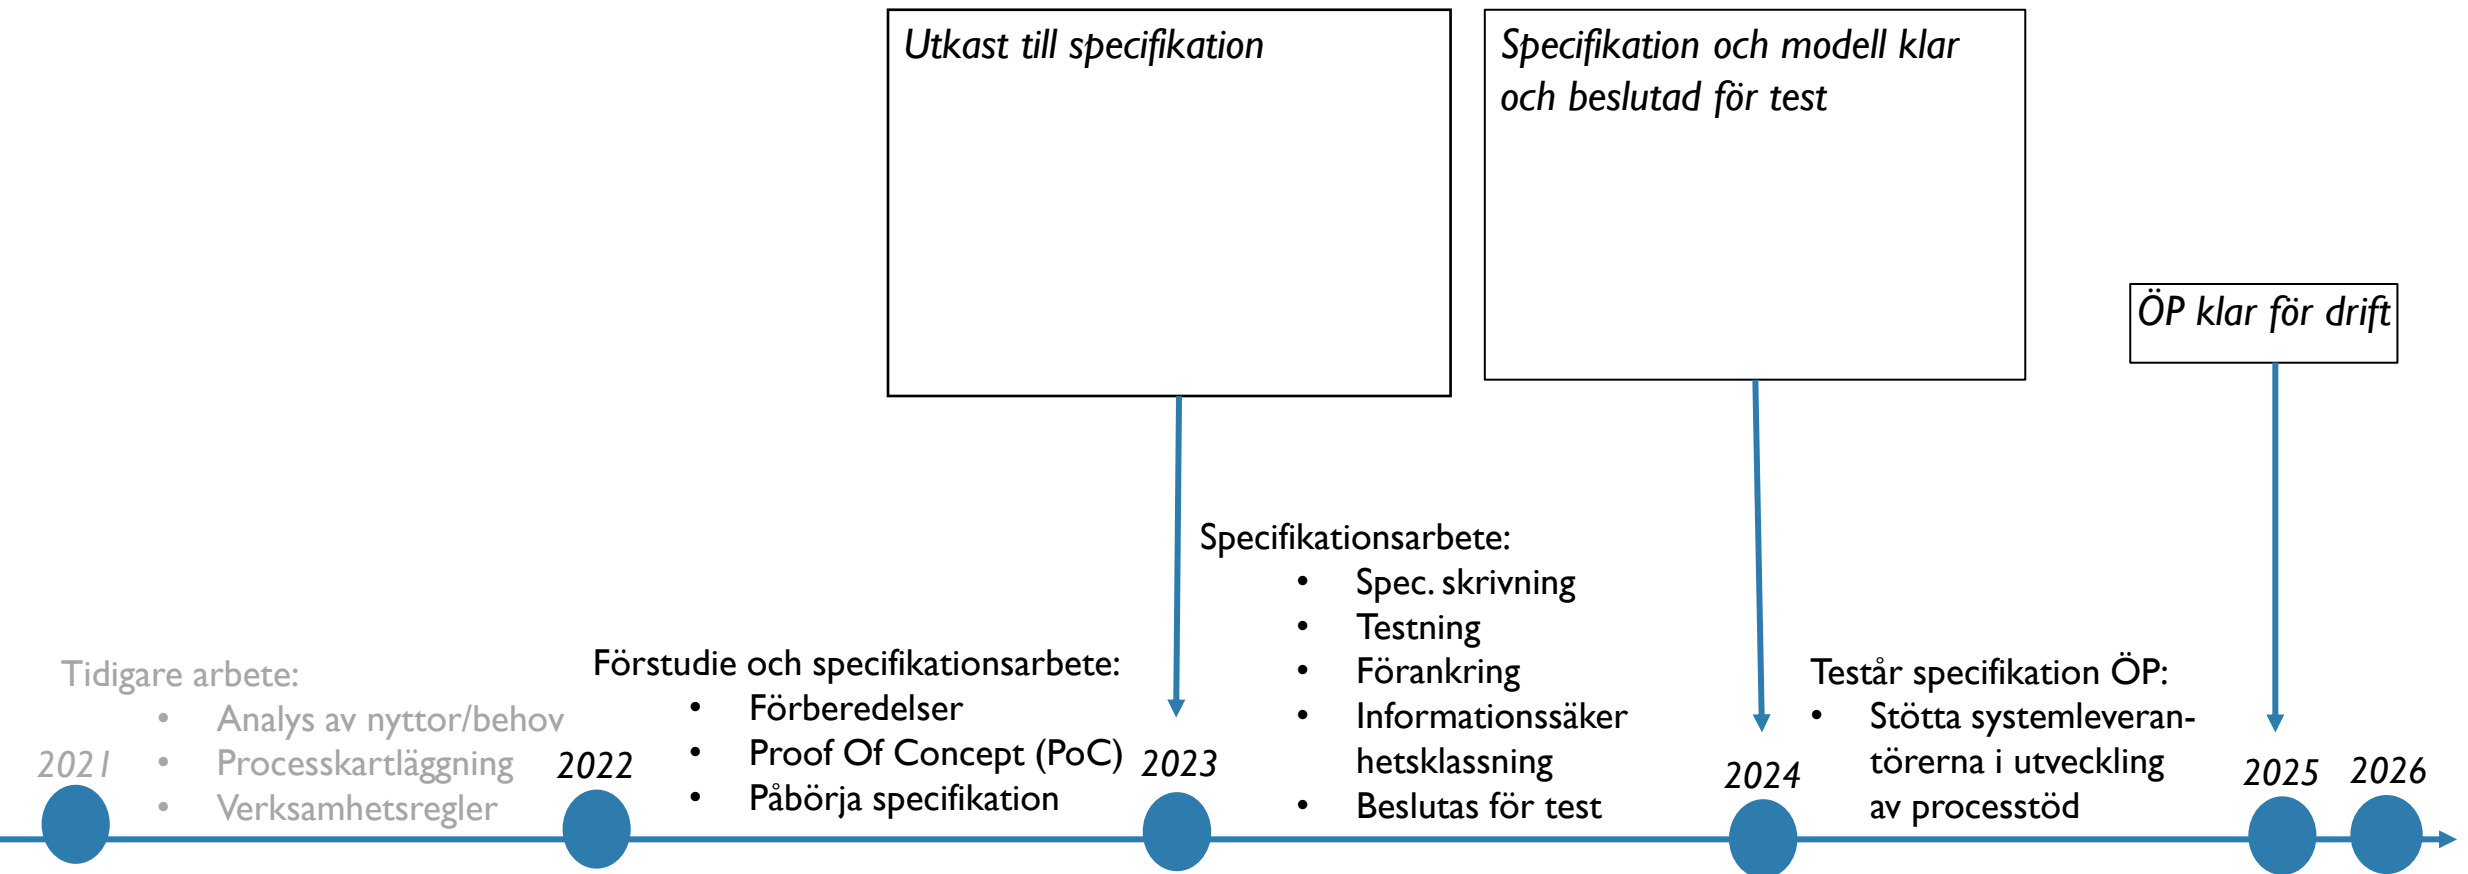 Utkast till specifikation
Specifikation och modell klar
och beslutad för test
ÖP klar för drift
Tidigare arbete:
• Analys av nyttor/behov
• Processkartläggning
• Verksamhetsregler
Förstudie och specifikationsarbete:
• Förberedelser
• Proof Of Concept (PoC)
• Påbörja specifikation
Specifikationsarbete:
• Spec. skrivning
• Testning
• Förankring
• Informationssäker
hetsklassning
• Beslutas för test
Teståར specifikation ÖP:
• Stötta systemleveran-
törerna i utveckling
av processtöd
2021
2022
2023
2024
2025
2026